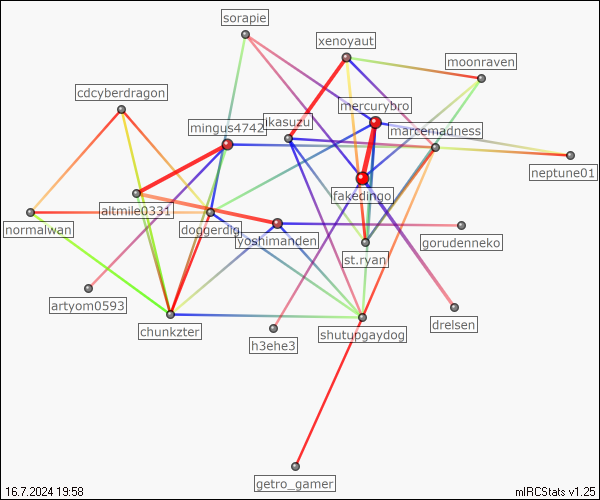 sorapie
xenoyaut
moonraven
cdcyberdragon
mercurybro
mingus4742
ikasuzu
marcemadness
neptune01
fakedingo
altmile0331
normalwan
doggerdig
gorudenneko
yoshimanden
st.ryan
artyom0593
drelsen
chunkzter
shutupgaydog
h3ehe3
getro_gamer
16.7.2024 19:58
mIRCStats v1.25